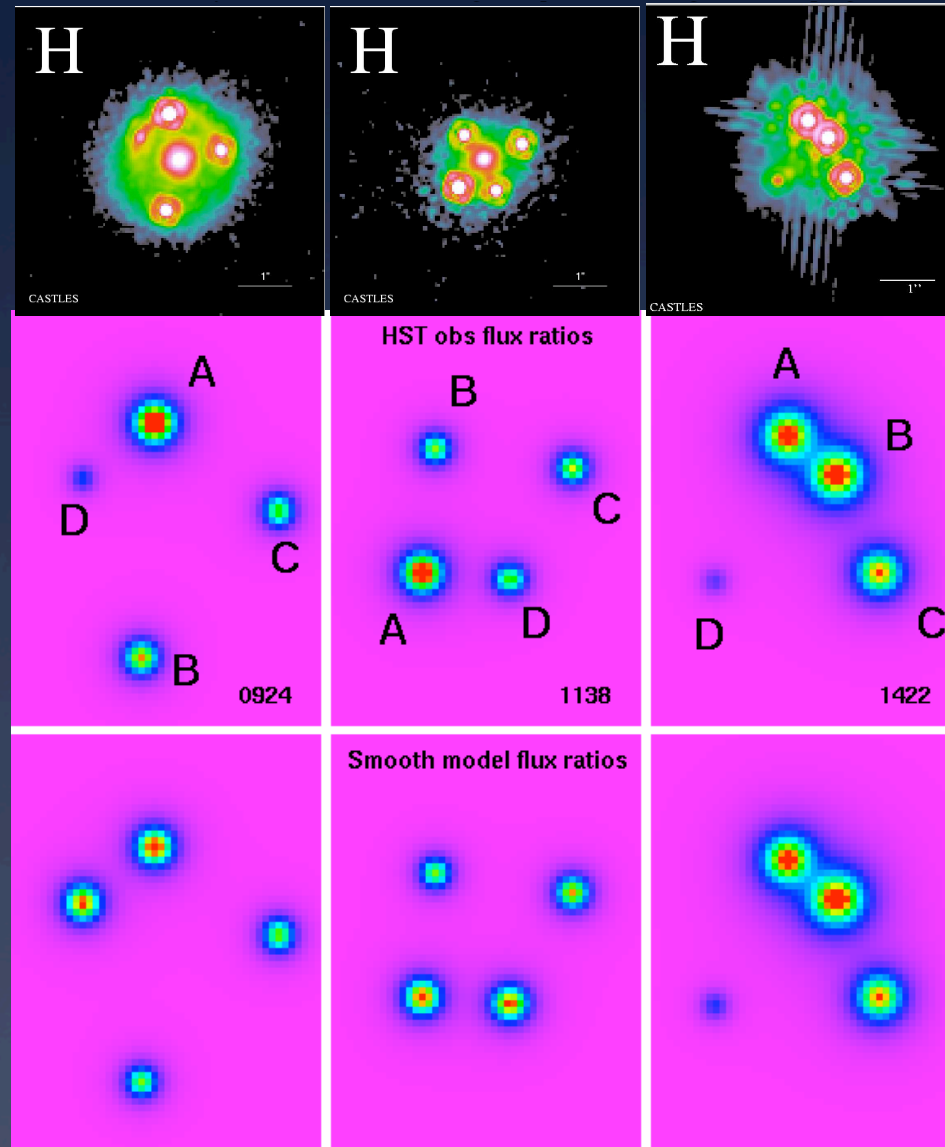 H
H
H
1"
1"
1’’
CASTLES
CASTLES
CASTLES
HST obs flux ratios
A
D
C
B
0924
B
C
A
D
1138
A
B
D
C
1422
Smooth model flux ratios